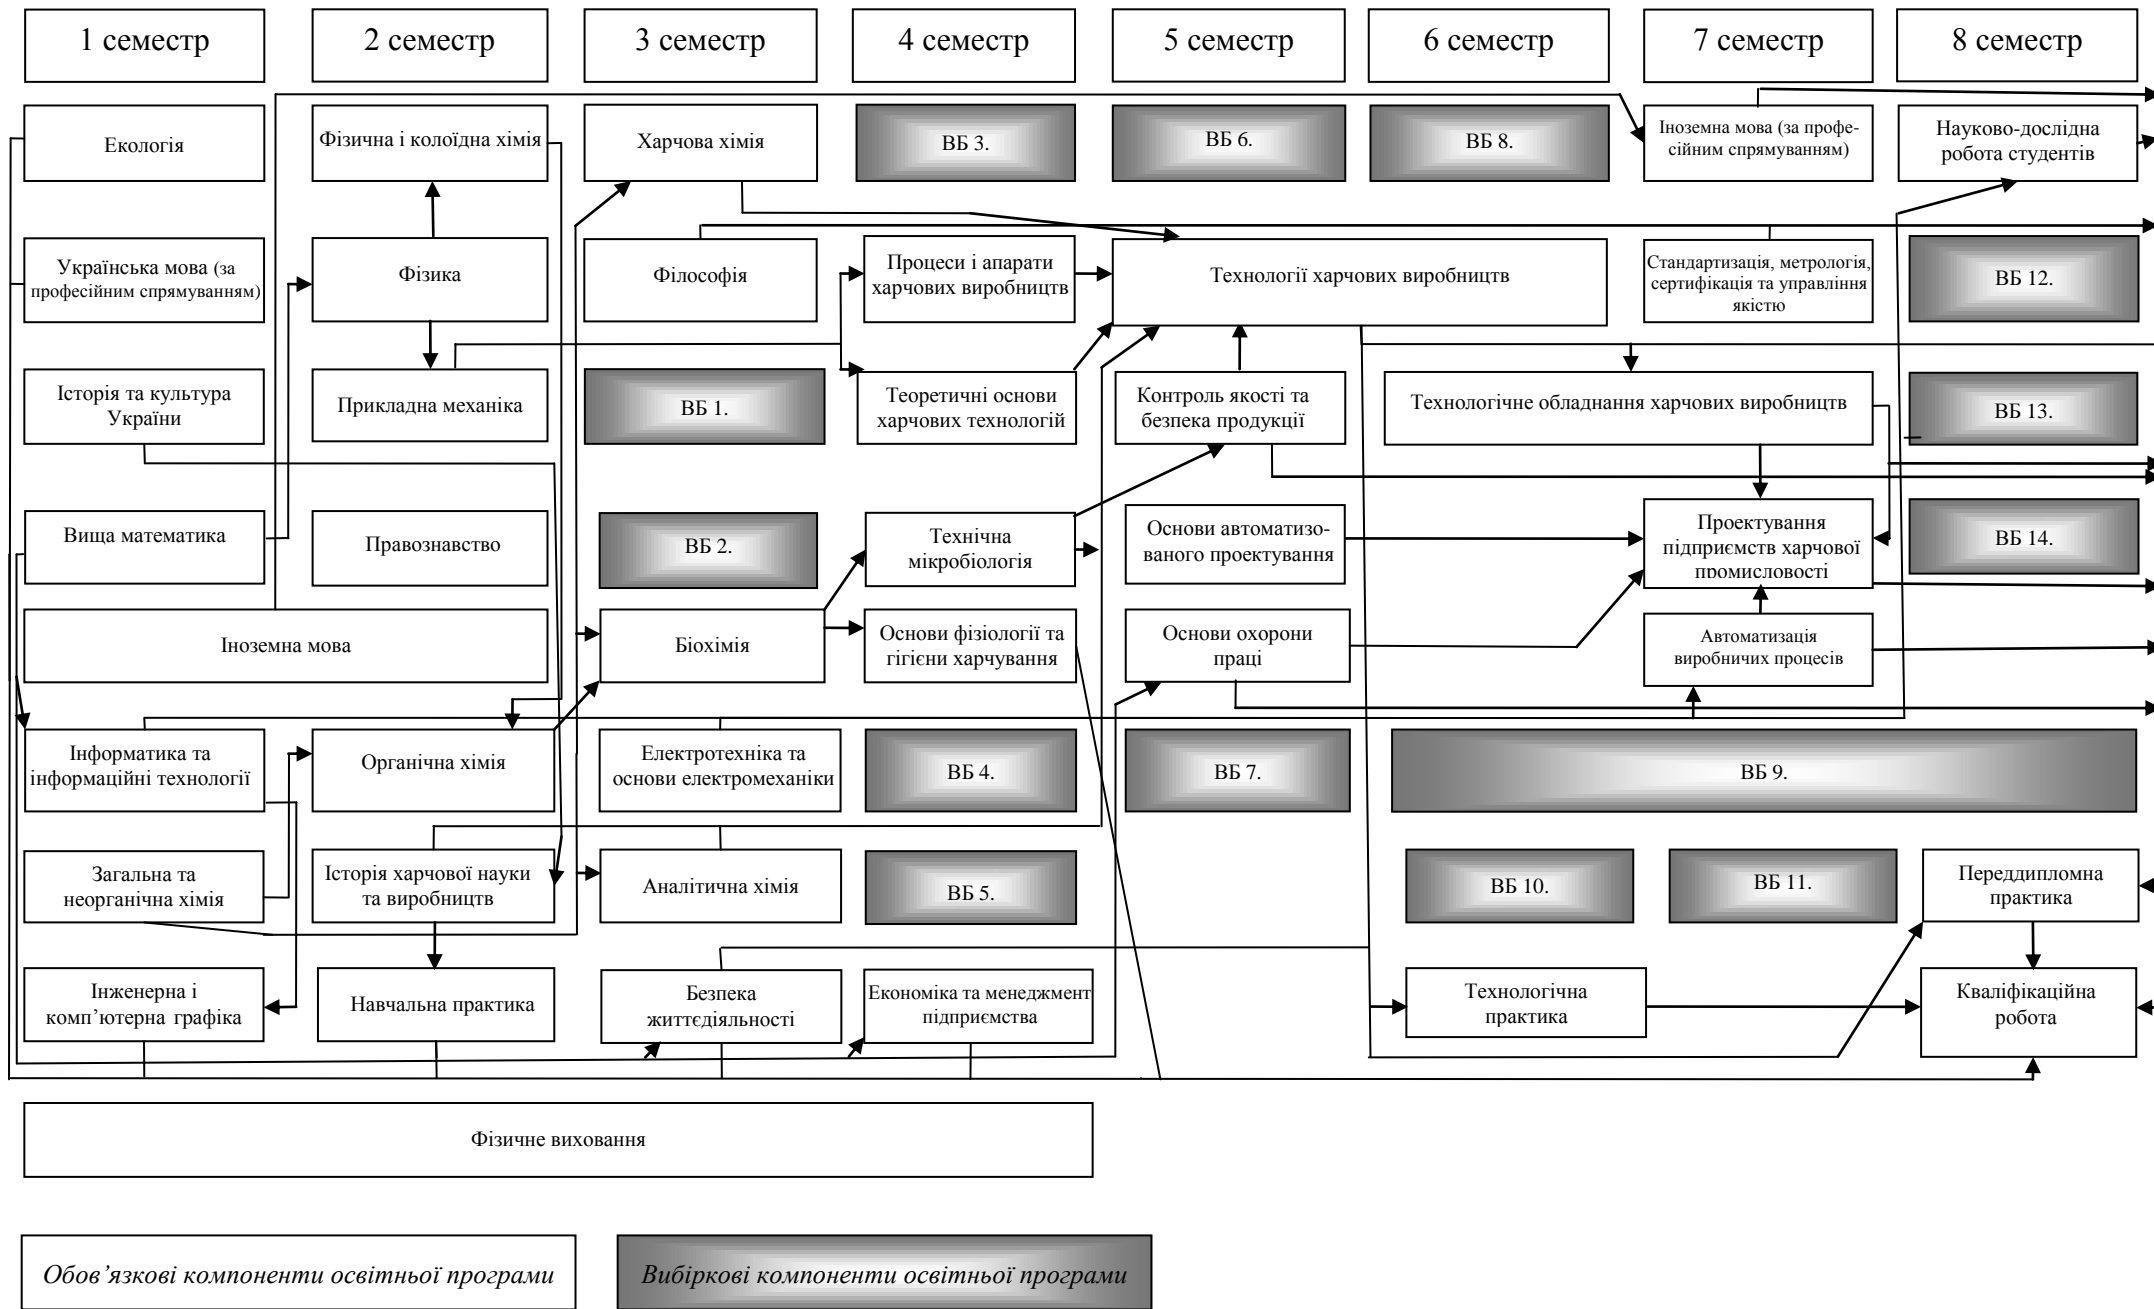 1 семестр
2 семестр
3 семестр
4 семестр
5 семестр
6 семестр
7 семестр
8 семестр
Екологія
Фізична і колоїдна хімія
Харчова хімія
ВБ 3.
ВБ 6.
ВБ 8.
Іноземна мова (за профе-
сійним спрямуванням)
Науково-дослідна
робота студентів
Українська мова (за
професійним спрямуванням)
Фізика
Філософія
Процеси і апарати
харчових виробництв
Технології харчових виробництв
Стандартизація, метрологія,
сертифікація та управління
якістю
ВБ 12.
Історія та культура
України
Прикладна механіка
ВБ 1.
Теоретичні основи
харчових технологій
Контроль якості та
безпека продукції
Технологічне обладнання харчових виробництв
ВБ 13.
Вища математика
Правознавство
ВБ 2.
Технічна
мікробіологія
Основи автоматизо-
ваного проектування
Проектування
підприємств харчової
промисловості
ВБ 14.
Іноземна мова
Біохімія
Основи фізіології та
гігієни харчування
Основи охорони
праці
Автоматизація
виробничих процесів
Інформатика та
інформаційні технології
Органічна хімія
Електротехніка та
основи електромеханіки
ВБ 4.
ВБ 7.
ВБ 9.
Загальна та
неорганічна хімія
Історія харчової науки
та виробництв
Аналітична хімія
ВБ 5.
ВБ 10.
ВБ 11.
Переддипломна
практика
Інженерна і
комп’ютерна графіка
Навчальна практика
Безпека
життєдіяльності
Економіка та менеджмент
підприємства
Технологічна
практика
Кваліфікаційна
робота
Фізичне виховання
Обов’язкові компоненти освітньої програми
Вибіркові компоненти освітньої програми